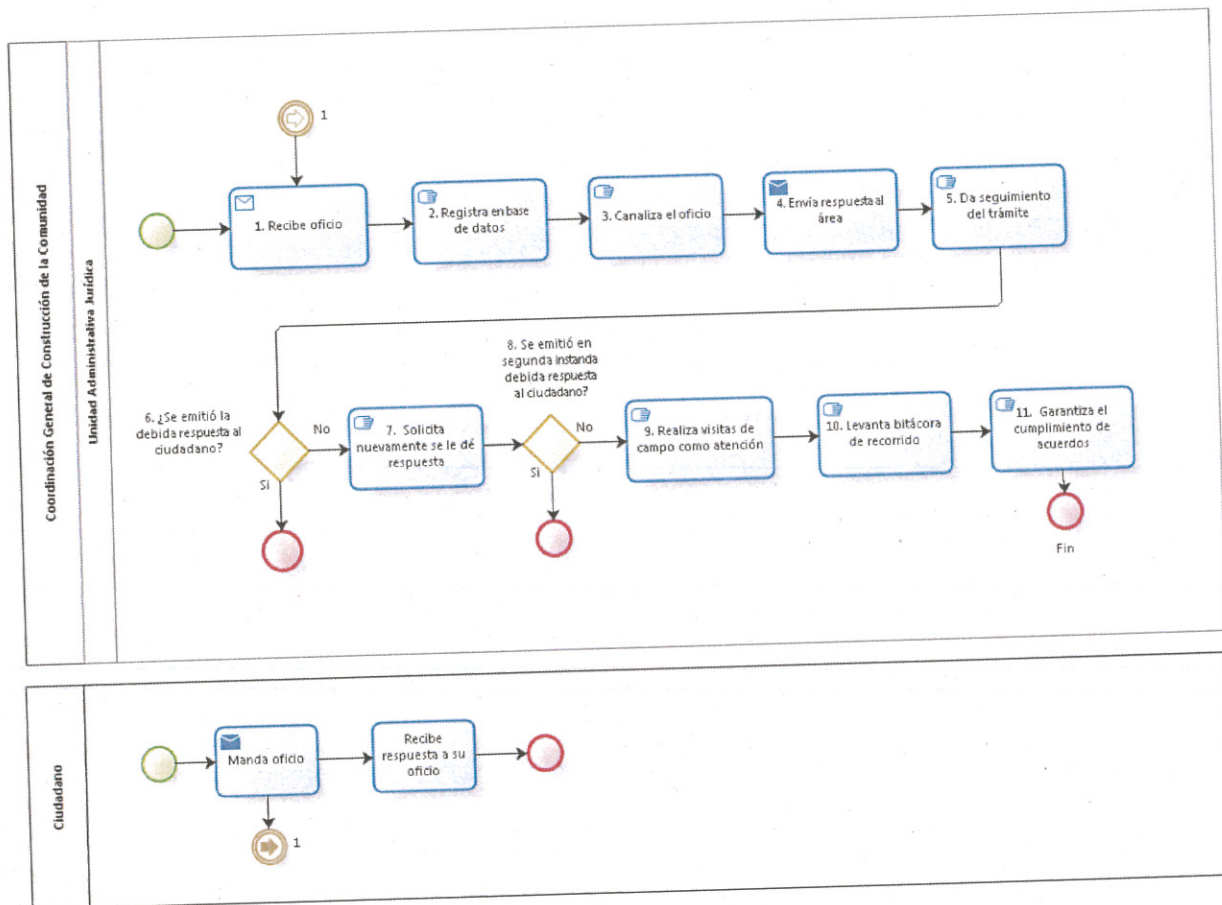 Coordinación General de Construcción de la Comunidad
Unidad Administrativa Jurídica
1
1. Recibe oficio
2. Registra en base
de datos
3. Canaliza el oficio
4. Envía respuesta al
área
5. Da seguimiento
del trámite
6. ¿Se emitió la
debida respuesta al
ciudadano?
No
Si
7. Solicita
nuevamente se le dé
respuesta
8. Se emitió en
segunda instancia
debida respuesta
al ciudadano?
No
Si
9. Realiza visitas de
campo como atención
10. Levanta bitácora
de recorrido
11. Garantiza el
cumplimiento de
acuerdos
Fin
Ciudadano
Manda oficio
Recibe
respuesta a su
oficio
1